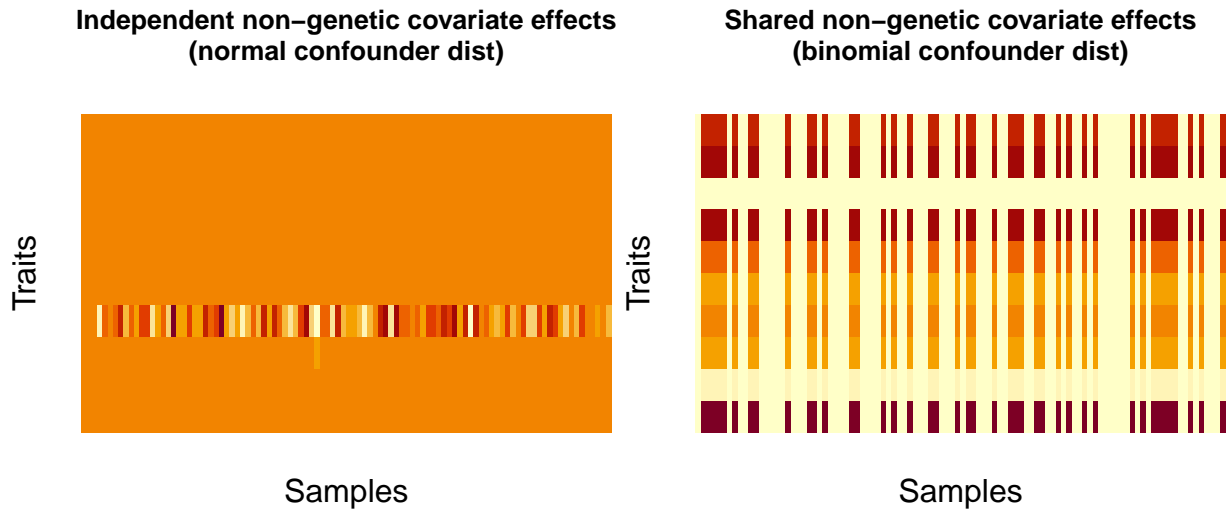 Independent non−genetic covariate effects
(normal confounder dist)
Traits
Samples
Shared non−genetic covariate effects
(binomial confounder dist)
Traits
Samples